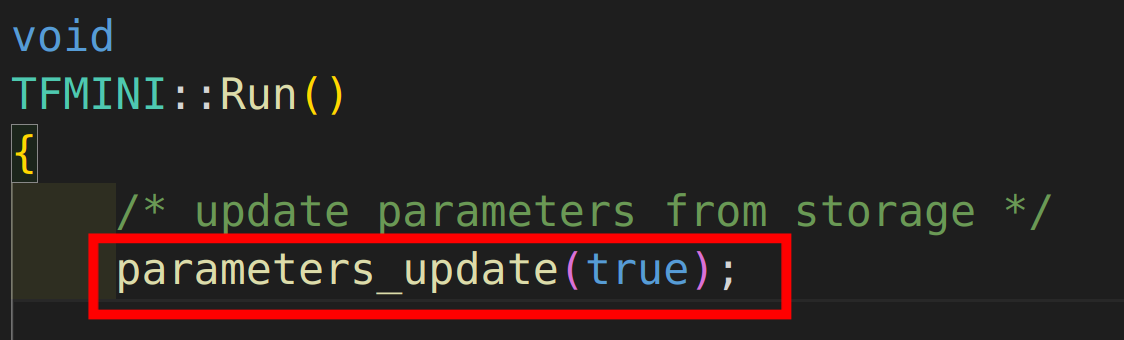 void
TFMINI::Run()
{
/* update parameters from storage */
parameters_update(true);